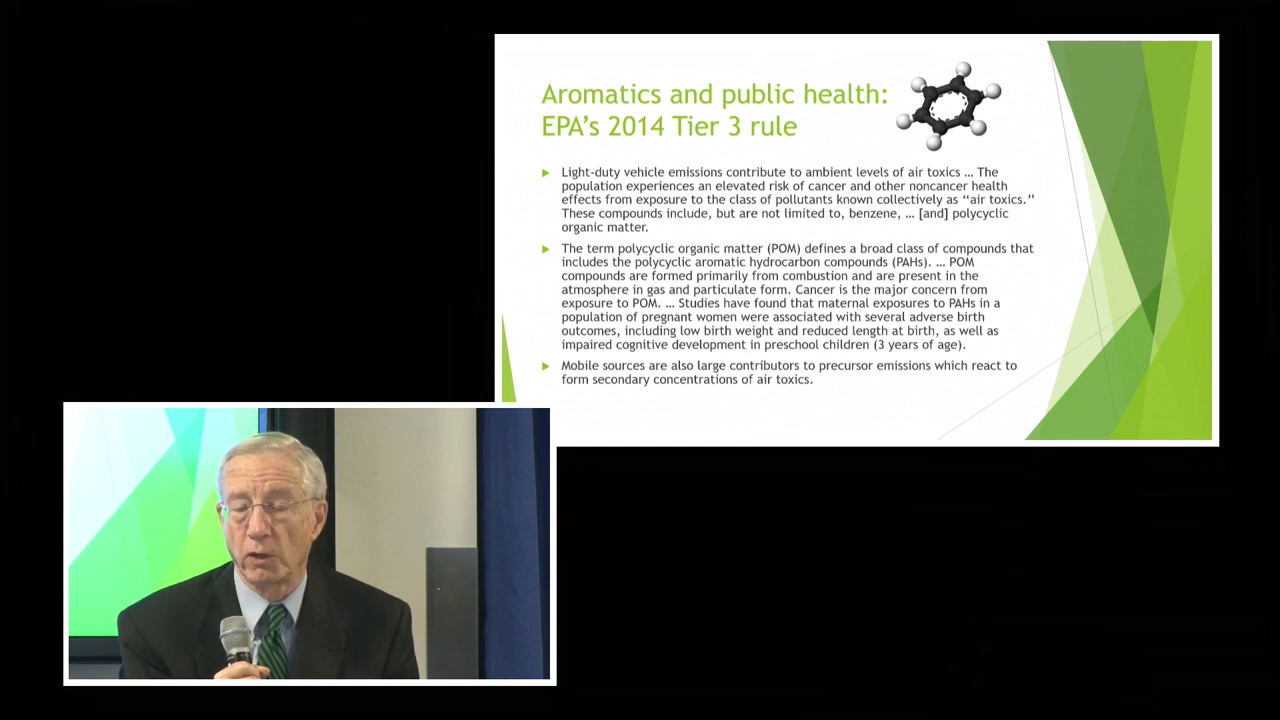 Aromatics and public health:
EPA's 2014 Tier 3 rule
Light-duty vehicle emissions contribute to ambient levels of air toxics … The
population experiences an elevated risk of cancer and other noncancer health
effects from exposure to the class of pollutants known collectively as “air toxics.”
These compounds include, but are not limited to, benzene, … [and] polycyclic
organic matter.
The term polycyclic organic matter (POM) defines a broad class of compounds that
includes the polycyclic aromatic hydrocarbon compounds (PAHs). … POM
compounds are formed primarily from combustion and are present in the
atmosphere in gas and particulate form. Cancer is the major concern from
exposure to POM. … Studies have found that maternal exposures to PAHs in a
population of pregnant women were associated with several adverse birth
outcomes, including low birth weight and reduced length at birth, as well as
impaired cognitive development in preschool children (3 years of age).
Mobile sources are also large contributors to precursor emissions which react to
form secondary concentrations of air toxics.